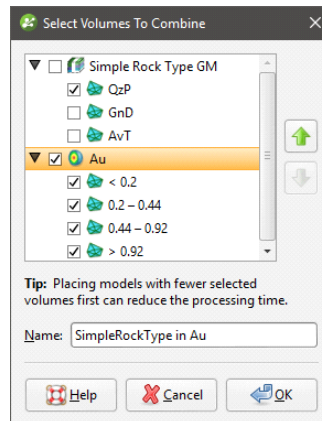 Select Volumes To Combine
Simple Rock Type GM
QzP
GnD
AvT
Au
< 0.2
0.2 – 0.44
0.44 – 0.92
> 0.92
Tip: Placing models with fewer selected
volumes first can reduce the processing time.
Name: SimpleRockType in Au
Help Cancel OK